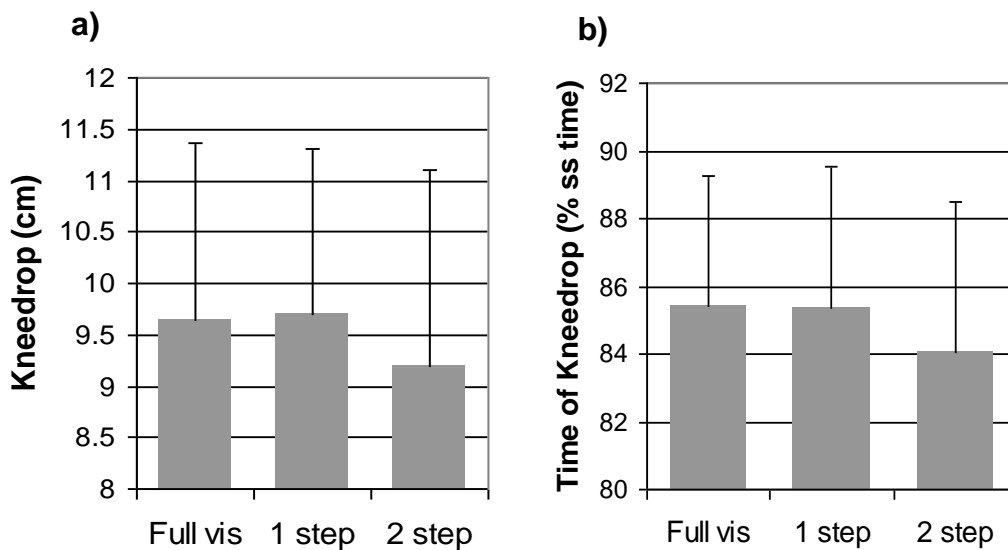 a)
Kneedrop (cm)
12
11.5
11
10.5
10
9.5
9
8.5
8
Full vis 1 step 2 step
b)
Time of Kneedrop (% ss time)
92
90
88
86
84
82
80
Full vis 1 step 2 step